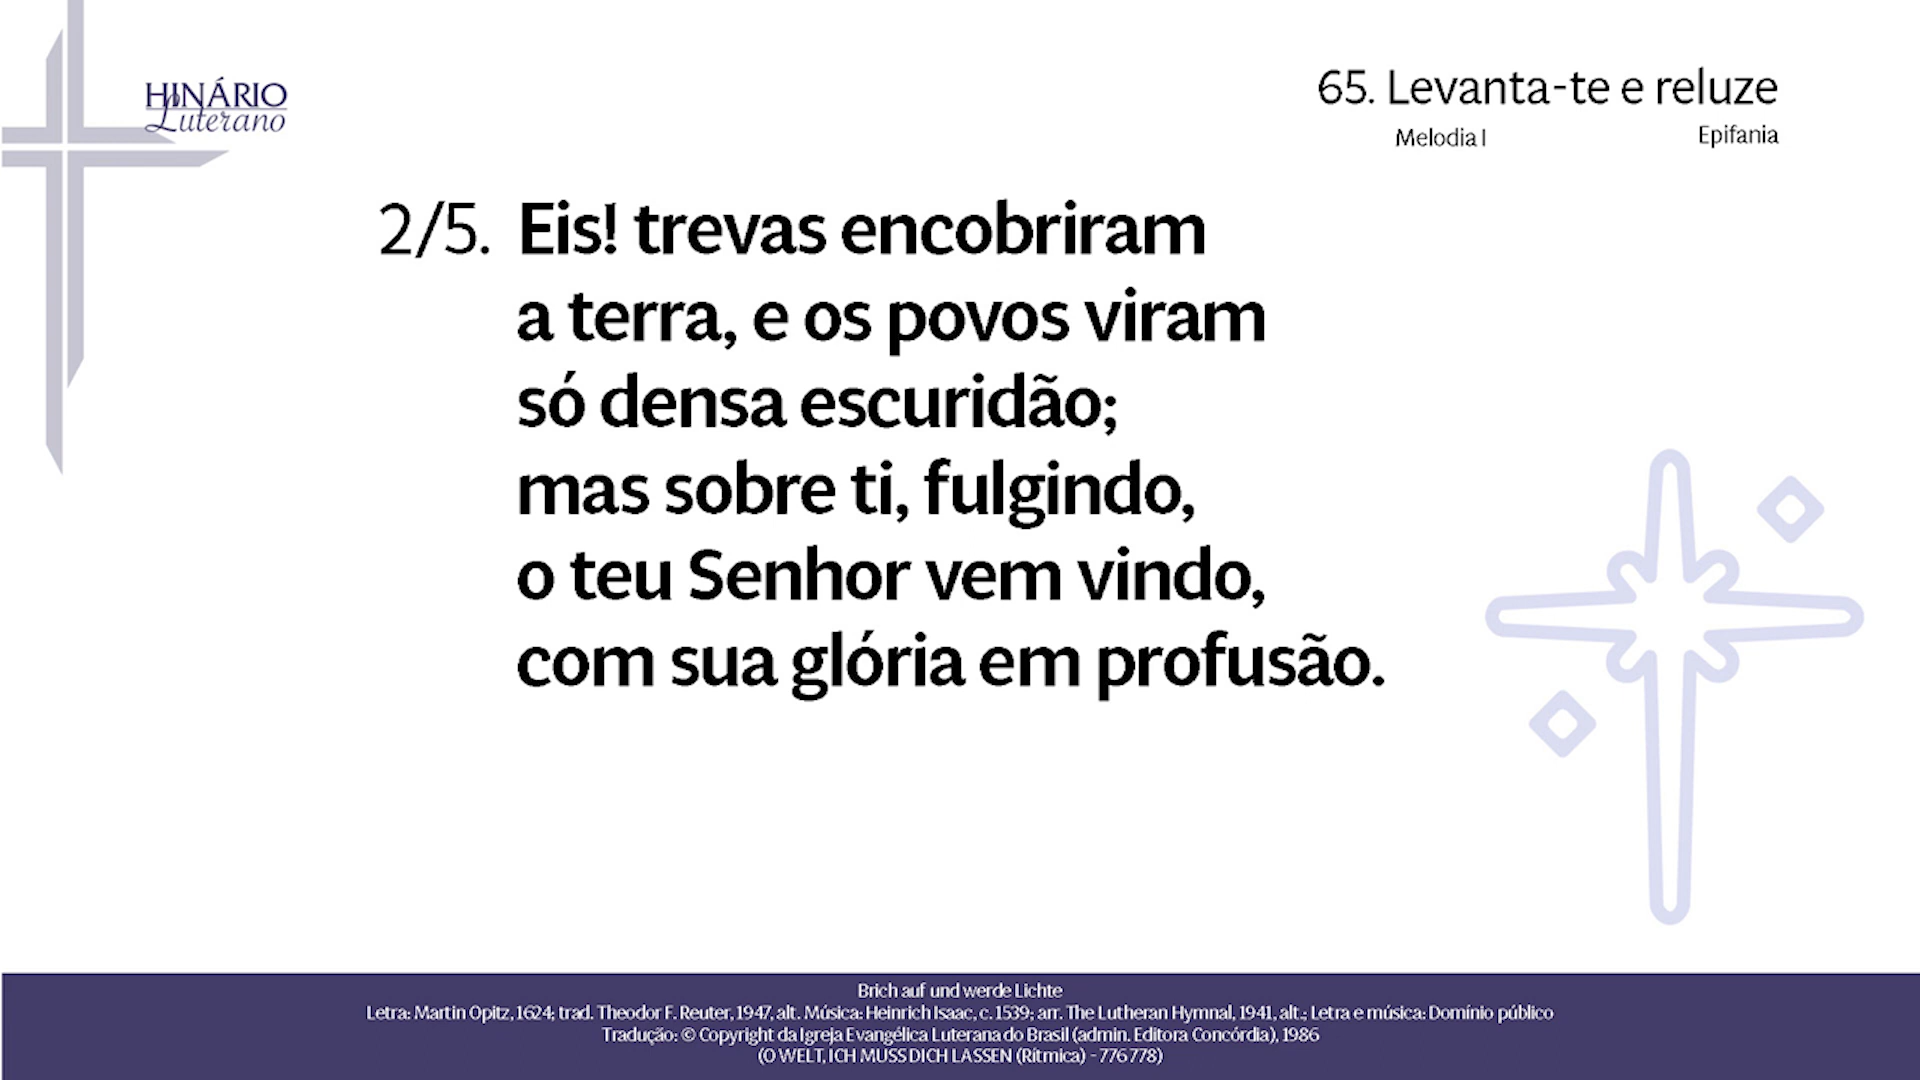 HINÁRIO
Luterano
65. Levanta-te e reluze
Melodia I
Epifania
2/5. Eis! trevas encobriram
a terra, e os povos viram
só densa escuridão;
mas sobre ti, fulgindo,
o teu Senhor vem vindo,
com sua glória em profusão.
Brich auf und werde Lichte
Letra: Martin Opitz, 1624; trad. Theodor F. Reuter, 1947, alt. Música: Heinrich Isaac, c. 1539; arr. The Lutheran Hymnal, 1941, alt.; Letra e música: Domínio público
Tradução: © Copyright da Igreja Evangélica Luterana do Brasil (admin. Editora Concórdia), 1986
(O WELT, ICH MUSS DICH LASSEN (Rítmica) - 776 778)